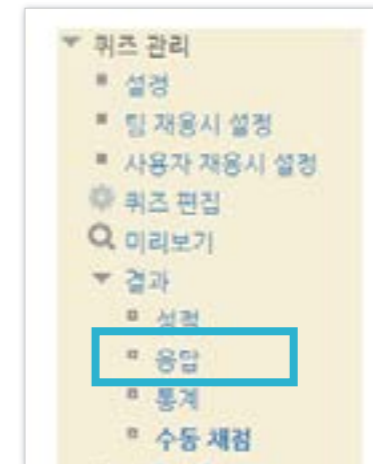 퀴즈 관리
설정
팀 재응시 설정
사용자 재응시 설정
퀴즈 편집
미리보기
결과
성적
응답
통계
수동 채점